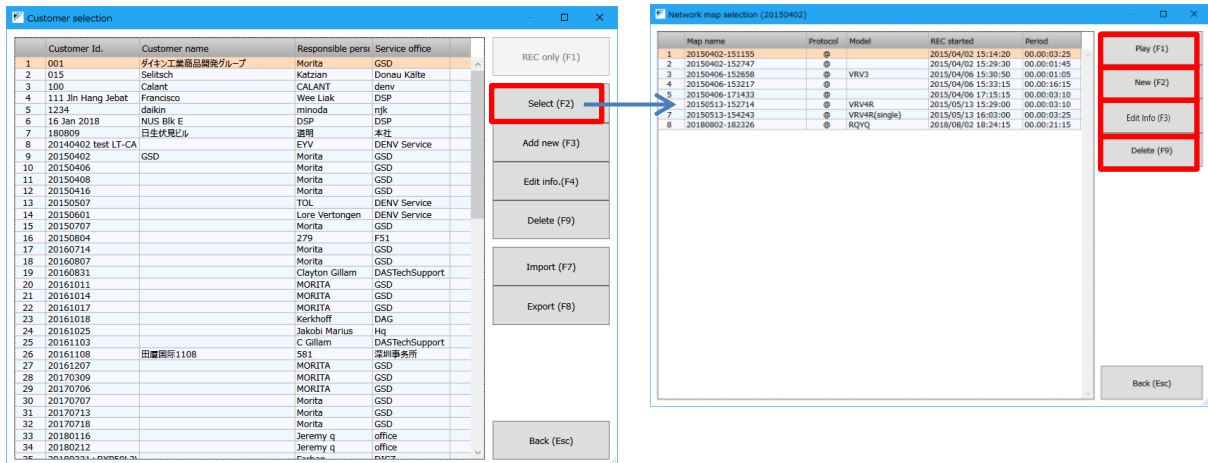 Customer selection
Customer Id. Customer name Responsible persc Service office
1 001 ダイキン工業商品開発グループ Morita GSD
2 015 Selitsch Katzian Donau Kälte
3 100 Calant CALANT denv
4 111 Jln Hang Jebat Francisco Wee Liak DSP
5 1234 daikin minoda njk
6 16 Jan 2018 NUS Blk E DSP DSP
7 180809 日生伏見ビル 道明 本社
8 20140402 test LT-CA EYV DENV Service
9 20150402 GSD Morita GSD
10 20150406 Morita GSD
11 20150408 Morita GSD
12 20150416 Morita GSD
13 20150507 TOL DENV Service
14 20150601 Lore Vertongen DENV Service
15 20150707 Morita GSD
16 20150804 279 F51
17 20160714 Morita GSD
18 20160807 Morita GSD
19 20160831 Clayton Gillam DASTechSupport
20 20161011 MORITA GSD
21 20161014 MORITA GSD
22 20161017 MORITA GSD
23 20161018 Kerkhoff DAG
24 20161025 Jakobi Marius Hq
25 20161103 C Gillam DASTechSupport
26 20161108 田厦国际1108 581 深圳事务所
27 20161207 MORITA GSD
28 20170309 MORITA GSD
29 20170706 MORITA GSD
30 20170707 Morita GSD
31 20170713 Morita GSD
32 20170718 Morita GSD
33 20180116 Jeremy q office
34 20180212 Jeremy q office
REC only (F1)
Select (F2)
Add new (F3)
Edit info.(F4)
Delete (F9)
Import (F7)
Export (F8)
Back (Esc)
Network map selection (20150402)
Map name Protocol Model REC started Period
1 20150402-151155 @ 2015/04/02 15:14:20 00.00:03:25
2 20150402-152747 @ 2015/04/02 15:29:30 00.00:01:45
3 20150406-152658 @ VRV3 2015/04/06 15:30:50 00.00:01:05
4 20150406-153217 @ 2015/04/06 15:33:15 00.00:16:15
5 20150406-171433 @ 2015/04/06 17:15:15 00.00:03:10
20150513-152714 @ VRV4R 2015/05/13 15:29:00 00.00:03:10
7 20150513-154243 @ VRV4R(single) 2015/05/13 16:03:00 00.00:03:25
8 20180802-182326 @ RQYQ 2018/08/02 18:24:15 00.00:21:15
Play (F1)
New (F2)
Edit Info (F3)
Delete (F9)
Back (Esc)